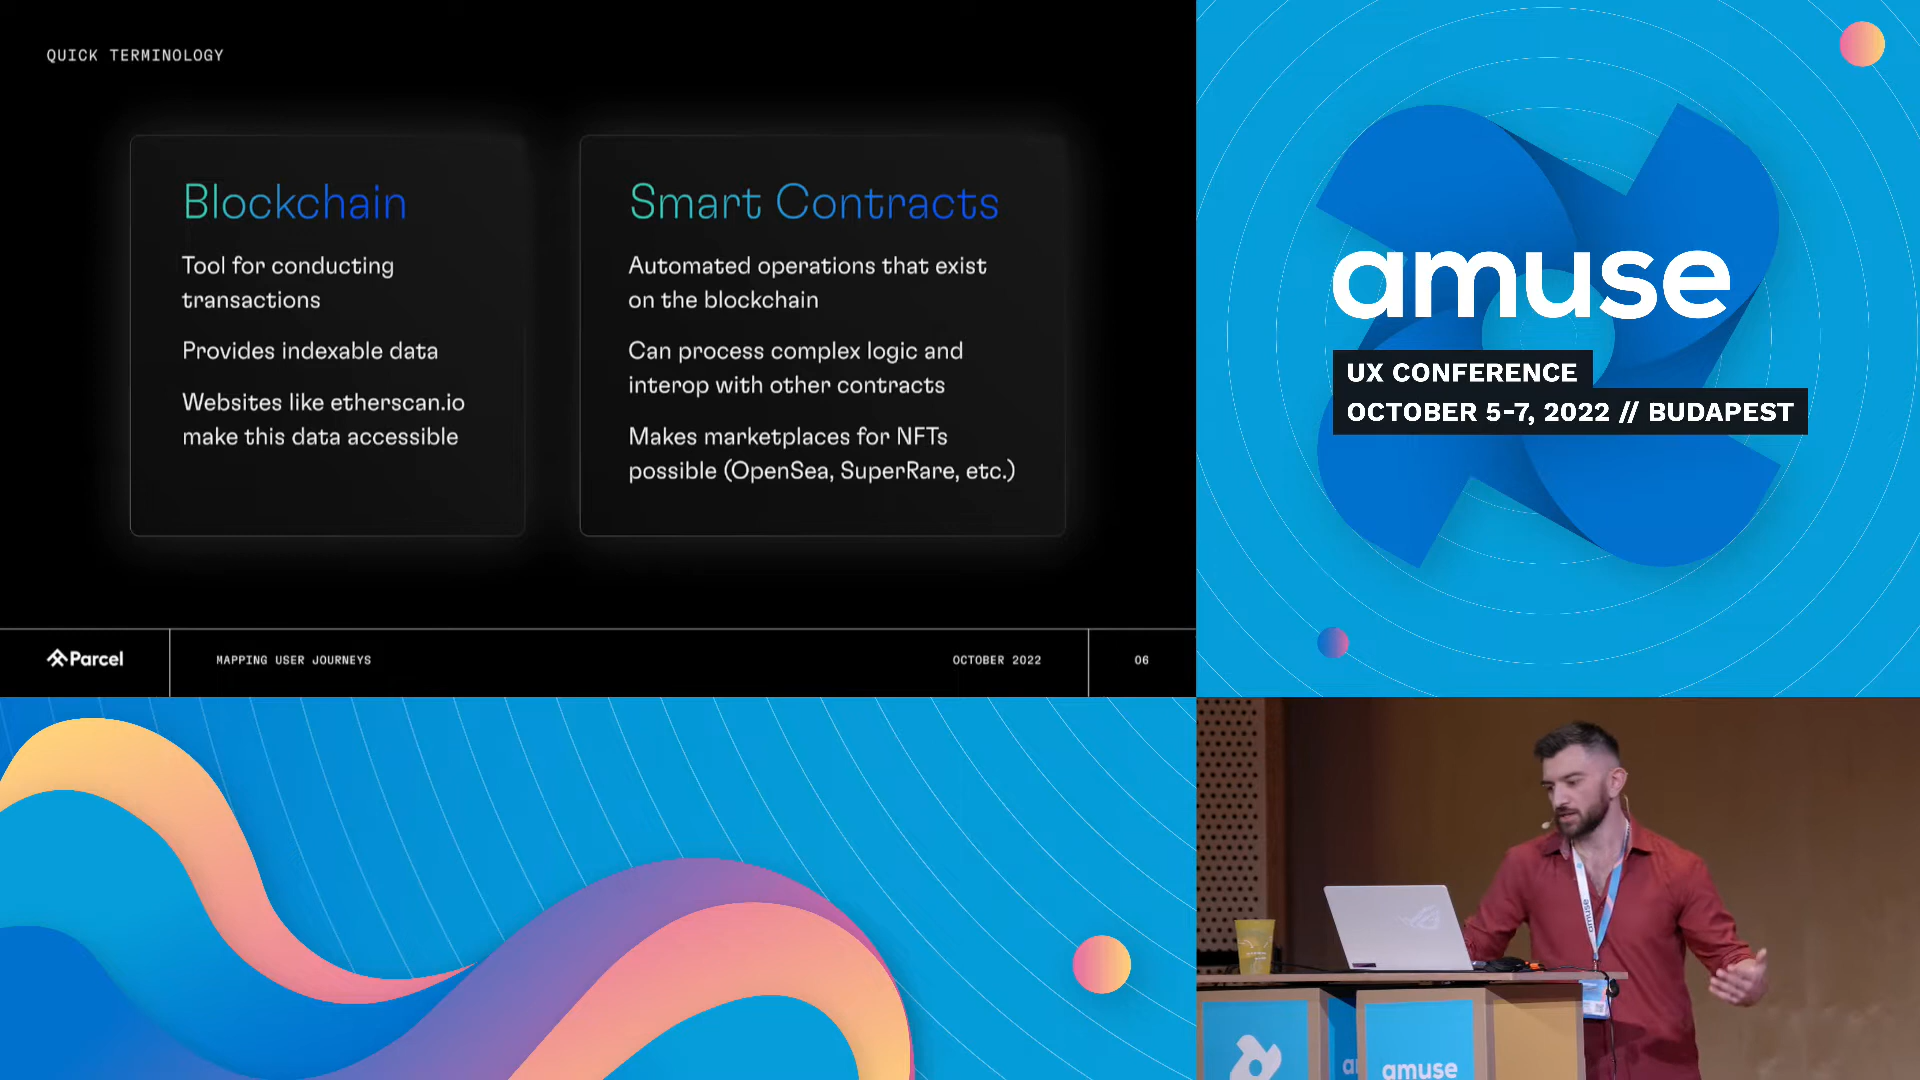 QUICK TERMINOLOGY
Blockchain
Tool for conducting
transactions
Provides indexable data
Websites like etherscan.io
make this data accessible
Smart Contracts
Automated operations that exist
on the blockchain
Can process complex logic and
interop with other contracts
Makes marketplaces for NFTs
possible (OpenSea, SuperRare, etc.)
Parcel
MAPPING USER JOURNEYS
OCTOBER 2022
06
amuse
UX CONFERENCE
OCTOBER 5-7, 2022 // BUDAPEST
amuse
a
amuse